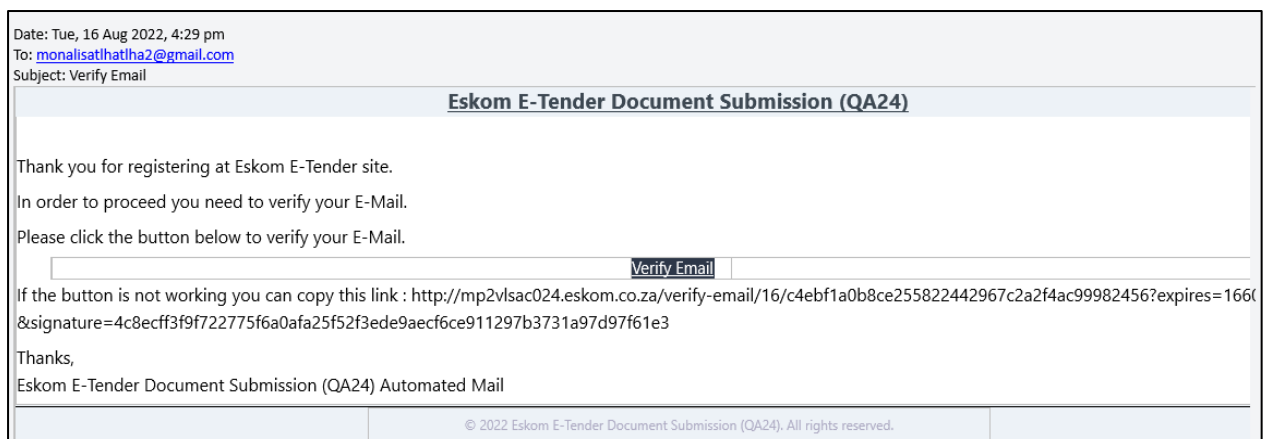 Date: Tue, 16 Aug 2022, 4:29 pm
To: monalisatlhatlha2@gmail.com
Subject: Verify Email
Eskom E-Tender Document Submission (QA24)
Thank you for registering at Eskom E-Tender site.
In order to proceed you need to verify your E-Mail.
Please click the button below to verify your E-Mail.
Verify Email
If the button is not working you can copy this link : http://mp2vlsac024.eskom.co.za/verify-email/16/c4ebf1a0b8ce255822442967c2a2f4ac99982456?expires=1660
&signature=4c8ecff3f9f722775f6a0afa25f52f3ede9aecf6ce911297b3731a97d97f61e3
Thanks,
Eskom E-Tender Document Submission (QA24) Automated Mail
© 2022 Eskom E-Tender Document Submission (QA24). All rights reserved.